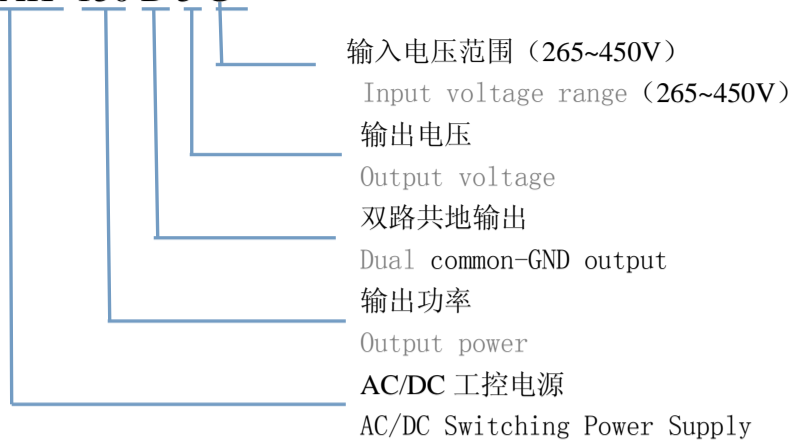 输入电压范围（265~450V）
Input voltage range（265~450V）
输出电压
Output voltage
双路共地输出
Dual common-GND output
输出功率
Output power
AC/DC 工控电源
AC/DC Switching Power Supply